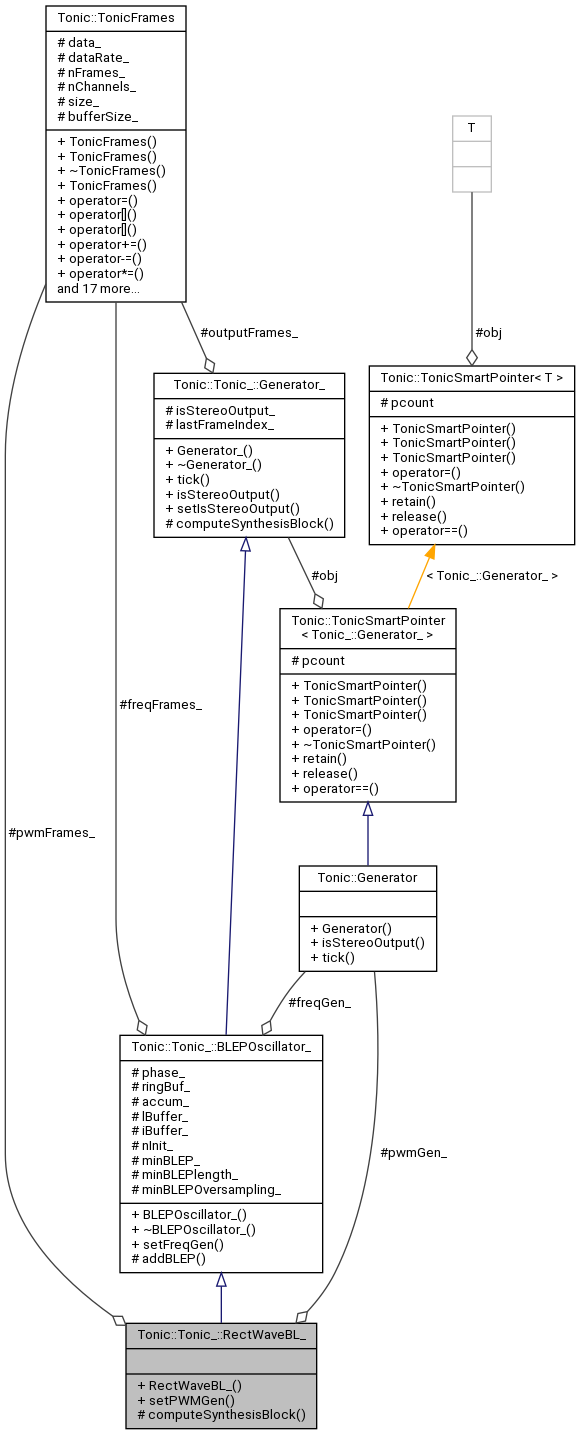 Tonic::TonicFrames
# data_
# dataRate_
# nFrames_
# nChannels_
# size_
# bufferSize_
+ TonicFrames()
+ TonicFrames()
+ ~TonicFrames()
+ TonicFrames()
+ operator=()
+ operator[]()
+ operator[]()
+ operator+=()
+ operator-=()
+ operator*=()
and 17 more...
T
#outputFrames_
#obj
Tonic::Tonic_::Generator_
# isStereoOutput_
# lastFrameIndex_
+ Generator_()
+ ~Generator_()
+ tick()
+ isStereoOutput()
+ setIsStereoOutput()
# computeSynthesisBlock()
Tonic::TonicSmartPointer< T >
# pcount
+ TonicSmartPointer()
+ TonicSmartPointer()
+ TonicSmartPointer()
+ operator=()
+ ~TonicSmartPointer()
+ retain()
+ release()
+ operator==()
#obj
< Tonic_::Generator_ >
Tonic::TonicSmartPointer
< Tonic_::Generator_ >
# pcount
+ TonicSmartPointer()
+ TonicSmartPointer()
+ TonicSmartPointer()
+ operator=()
+ ~TonicSmartPointer()
+ retain()
+ release()
+ operator==()
#freqFrames_
#pwmFrames_
Tonic::Generator
+ Generator()
+ isStereoOutput()
+ tick()
#freqGen_
Tonic::Tonic_::BLEPOscillator_
# phase_
# ringBuf_
# accum_
# lBuffer_
# iBuffer_
# nInit_
# minBLEP_
# minBLEPlength_
# minBLEPOversampling_
+ BLEPOscillator_()
+ ~BLEPOscillator_()
+ setFreqGen()
# addBLEP()
#pwmGen_
Tonic::Tonic_::RectWaveBL_
+ RectWaveBL_()
+ setPWMGen()
# computeSynthesisBlock()